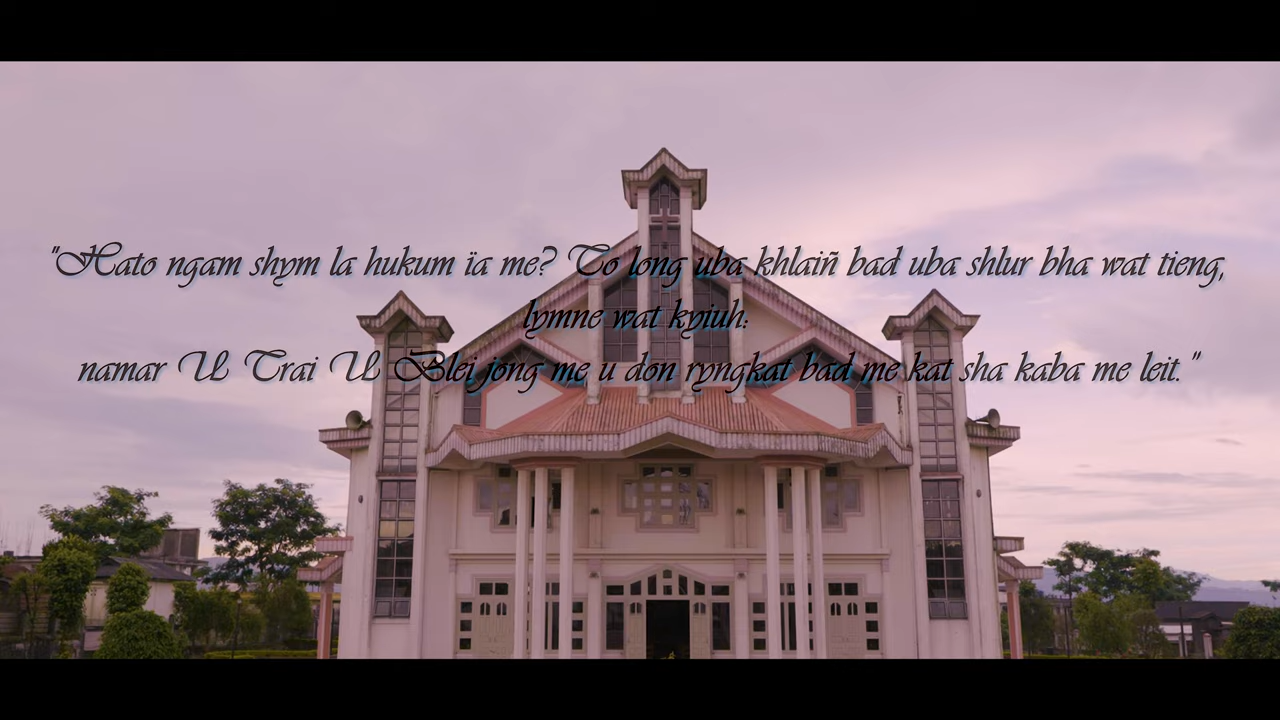 "Hato ngam shym la hukum ïa me? To long uba khlaiñ bad uba shlur bha wat tieng,
lymne wat kyiuh:
namar U Trai U Blei jong me u don ryngkat bad me kat sha kaba me leit."